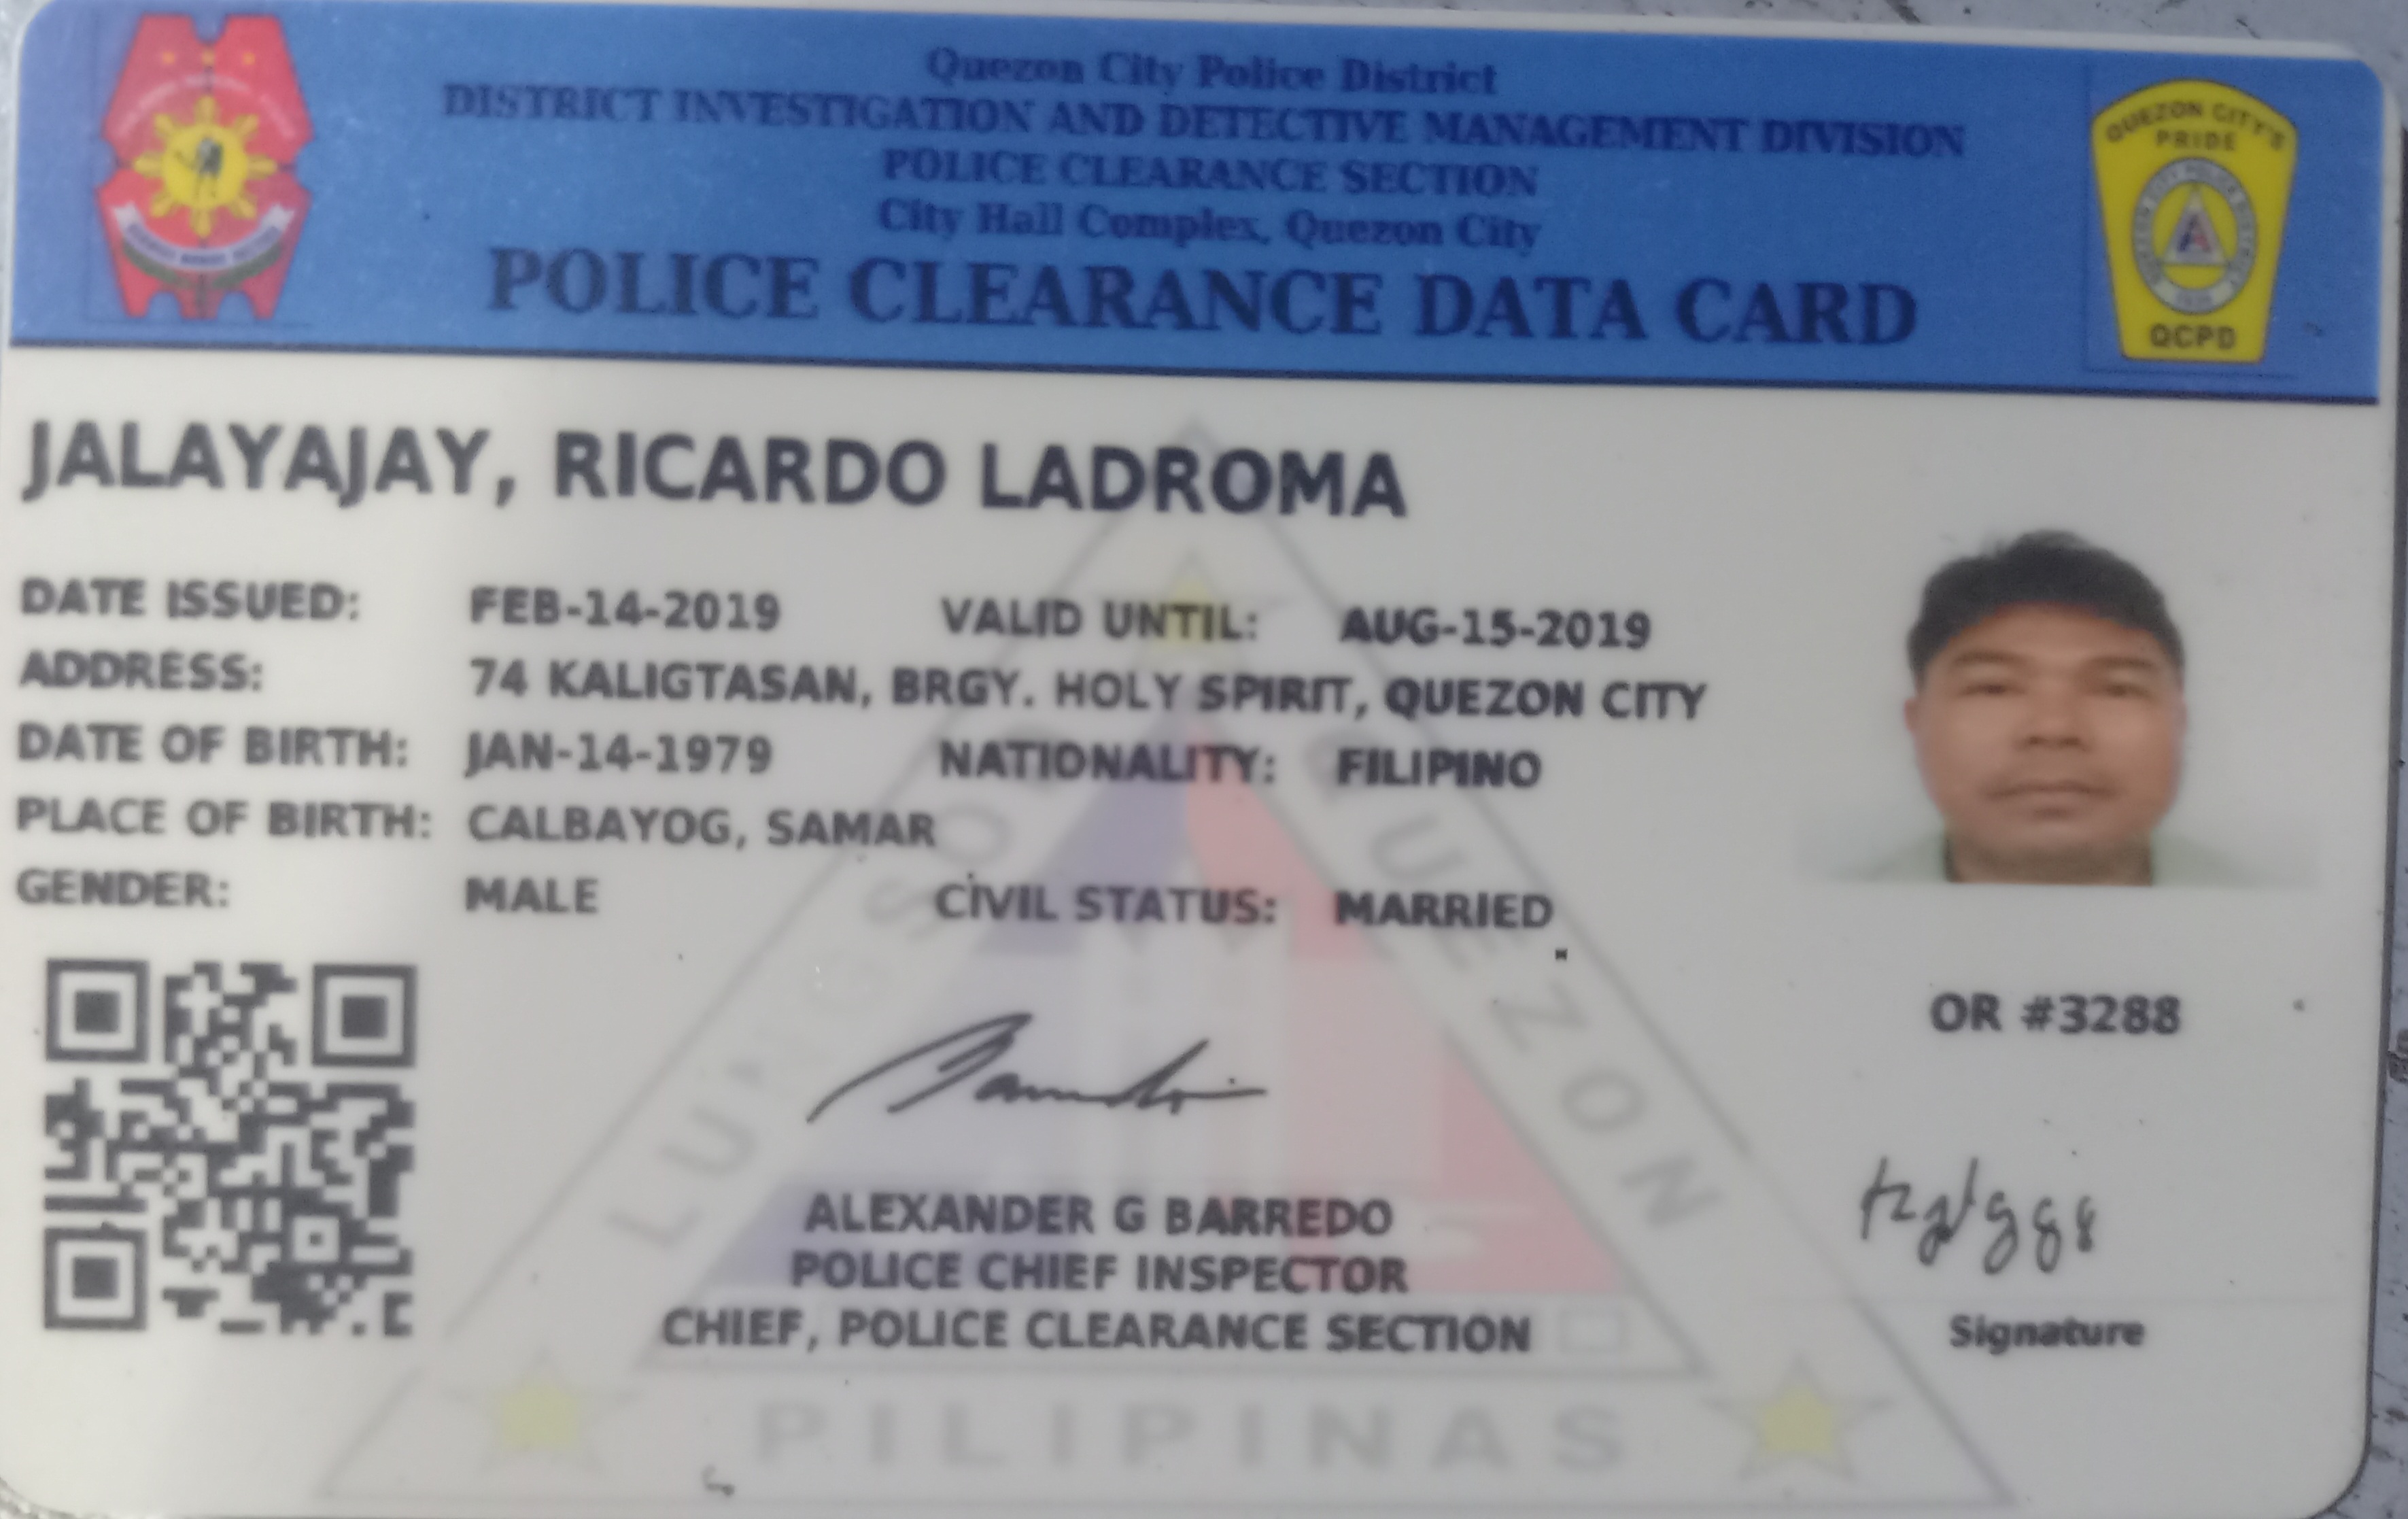 Quezon City Police District
DISTRICT INVESTIGATION AND DETECTIVE MANAGEMENT DIVISION
POLICE CLEARANCE SECTION
City Hall Complex, Quezon City
POLICE CLEARANCE DATA CARD
QUEZON CITY'S
PRIDE
QCPD
JALAYAJAY, RICARDO LADROMA
DATE ISSUED: FEB-14-2019 VALID UNTIL: AUG-15-2019
ADDRESS: 74 KALIGTASAN, BRGY. HOLY SPIRIT, QUEZON CITY
DATE OF BIRTH: JAN-14-1979 NATIONALITY: FILIPINO
PLACE OF BIRTH: CALBAYOG, SAMAR
GENDER: MALE CIVIL STATUS: MARRIED
OR #3288
ALEXANDER G BARREDO
POLICE CHIEF INSPECTOR
CHIEF, POLICE CLEARANCE SECTION
Signature
LUNGSOD QUEZON
PILIPINAS